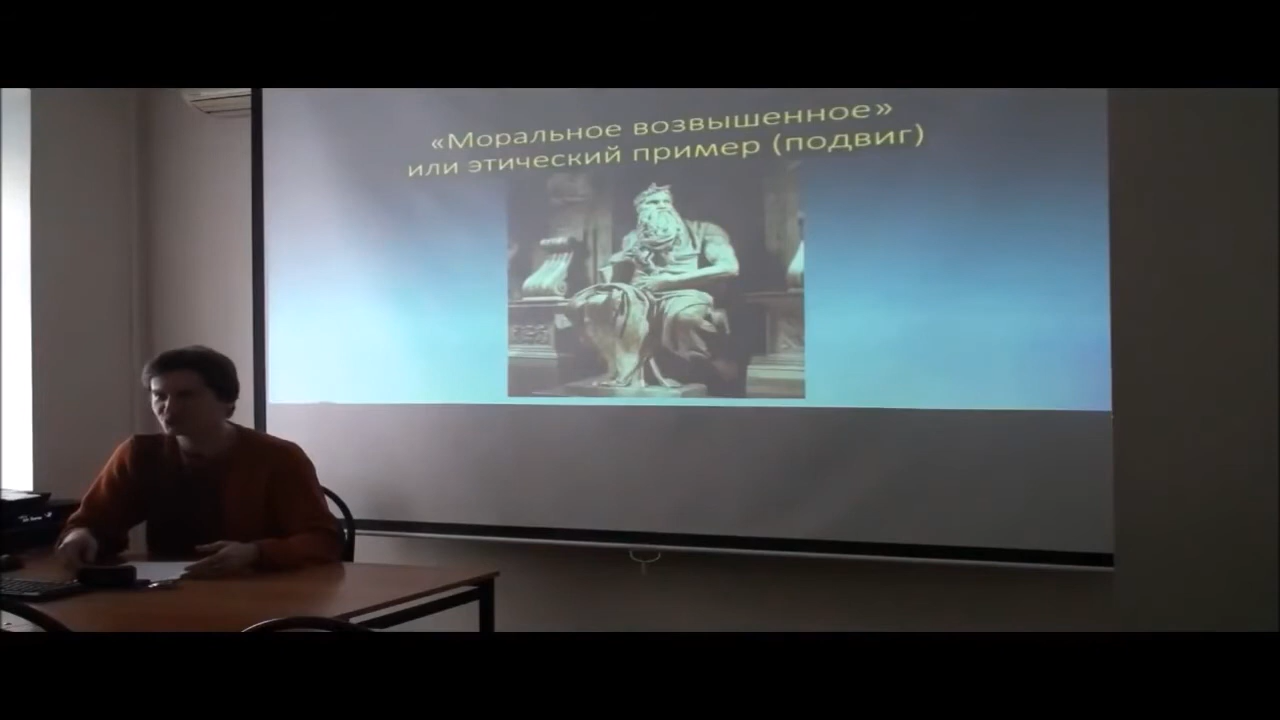 «Моральное возвышенное»
или этический пример (подвиг)